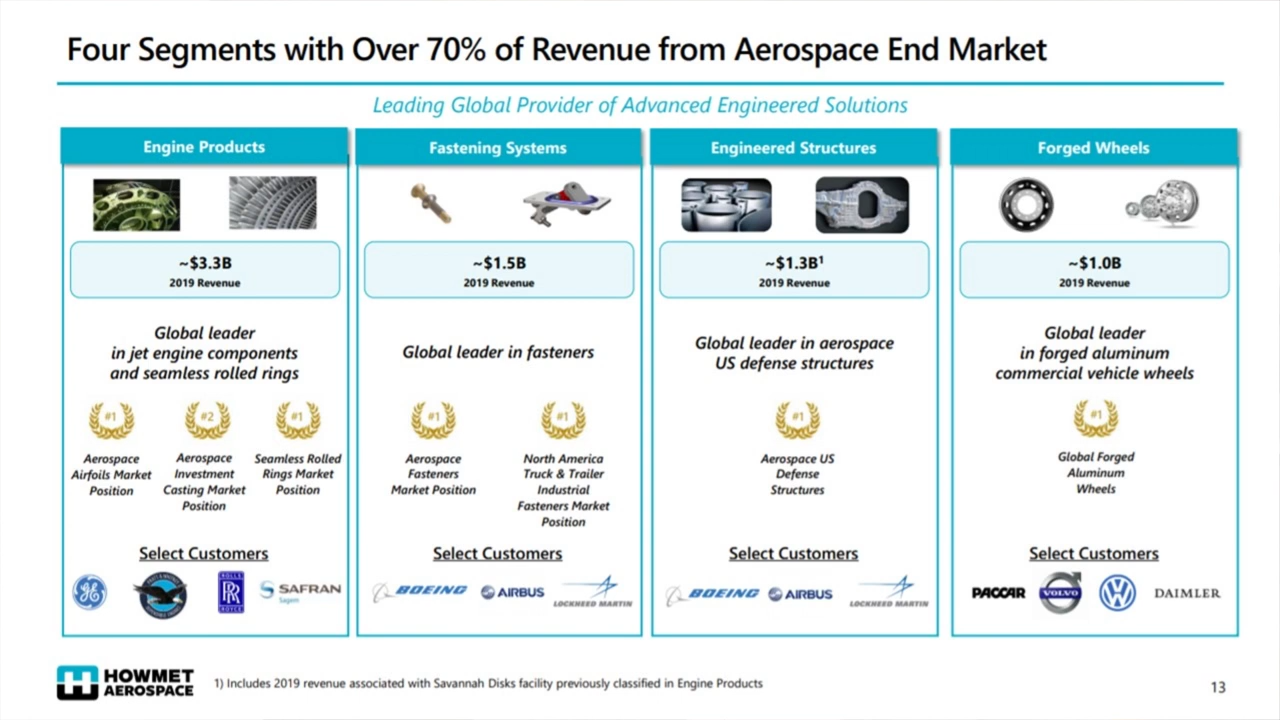 Four Segments with Over 70% of Revenue from Aerospace End Market
Leading Global Provider of Advanced Engineered Solutions
Engine Products
~$3.3B
2019 Revenue
Global leader
in jet engine components
and seamless rolled rings
#1
#2
#1
Aerospace
Airfoils Market
Position
Aerospace
Investment
Casting Market
Position
Seamless Rolled
Rings Market
Position
Select Customers
GE
ROLLS
RR
ROYCE
SAFRAN
Sagem
Fastening Systems
~$1.5B
2019 Revenue
Global leader in fasteners
#1
#1
Aerospace
Fasteners
Market Position
North America
Truck & Trailer
Industrial
Fasteners Market
Position
Select Customers
BOEING
AIRBUS
LOCKHEED MARTIN
Engineered Structures
~$1.3B¹
2019 Revenue
Global leader in aerospace
US defense structures
#1
Aerospace US
Defense
Structures
Select Customers
BOEING
AIRBUS
LOCKHEED MARTIN
Forged Wheels
~$1.0B
2019 Revenue
Global leader
in forged aluminum
commercial vehicle wheels
#1
Global Forged
Aluminum
Wheels
Select Customers
PACCAR
VOLVO
VW
DAIMLER
HOWMET
AEROSPACE
1) Includes 2019 revenue associated with Savannah Disks facility previously classified in Engine Products
13